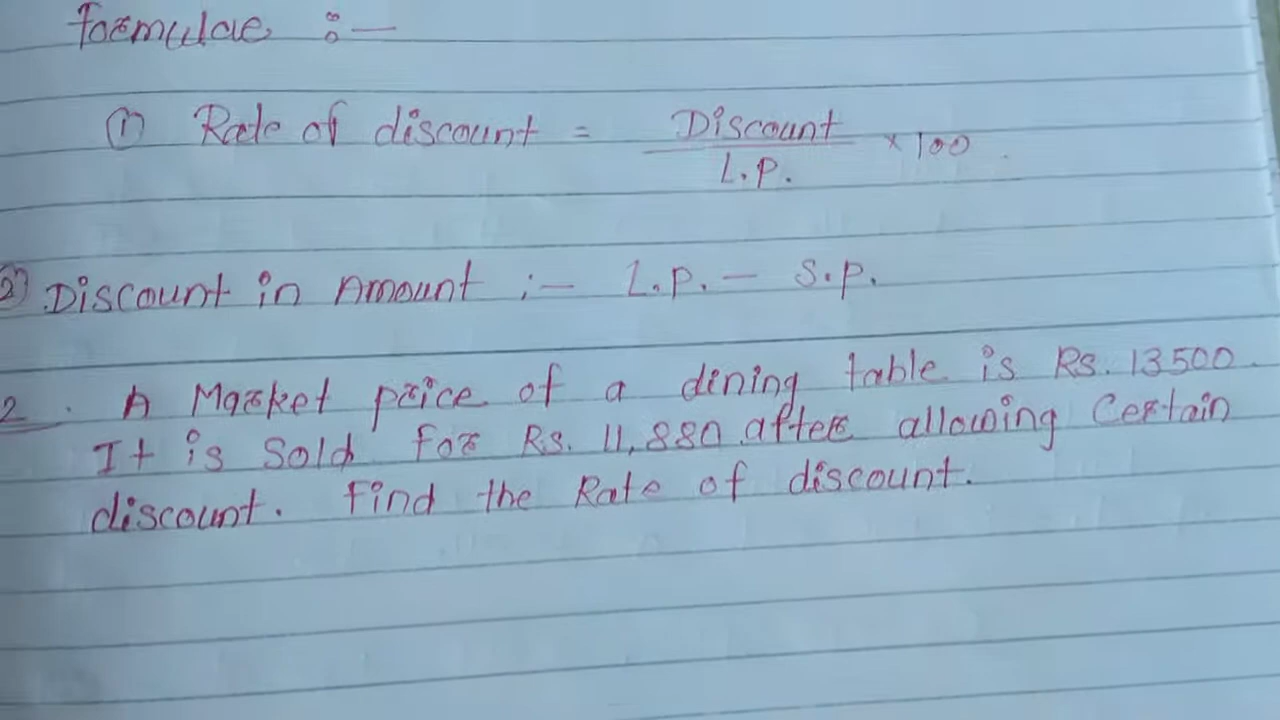 Formulae :-
① Rate of discount = Discount / L.P. × 100
② Discount in Amount :- L.P. - S.P.
2. A Market price of a dining table is Rs. 13500.
It is Sold for Rs. 11,880 after allowing Certain
discount. Find the Rate of discount.